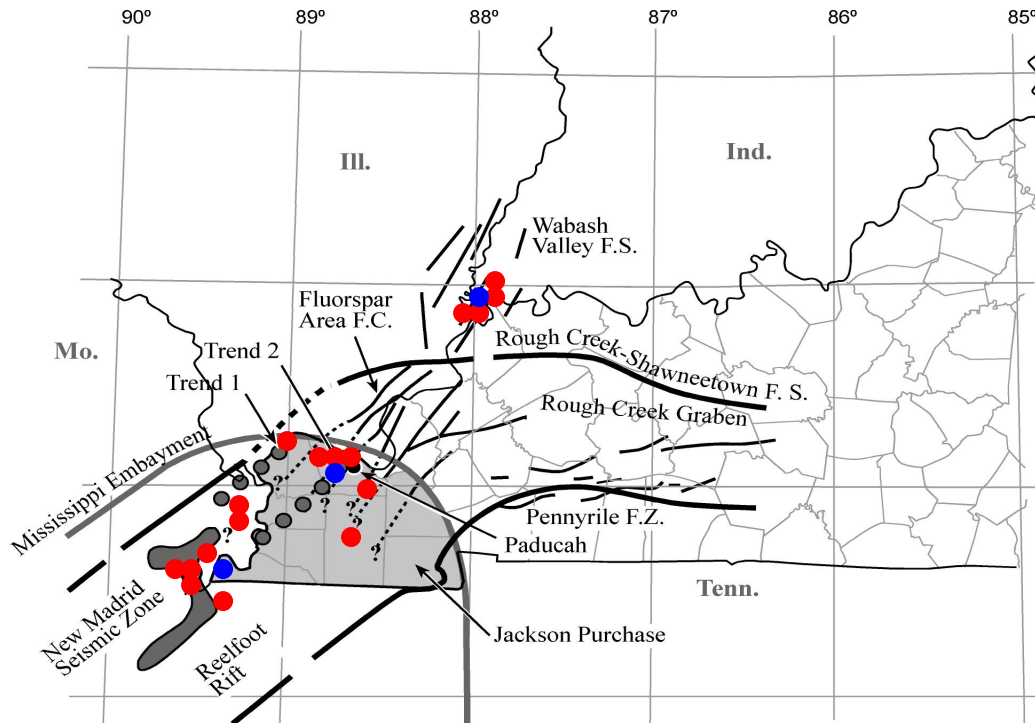 90º
89º
88º
87º
86º
85º
Ill.
Ind.
Wabash
Valley F.S.
Fluorspar
Area F.C.
Mo.
Trend 2
Rough Creek-Shawneetown F. S.
Trend 1
Rough Creek Graben
Mississippi Embayment
?
?
?
?
?
?
?
Pennyrile F.Z.
Paducah
Tenn.
New Madrid
Seismic Zone
Jackson Purchase
Reelfoot
Rift